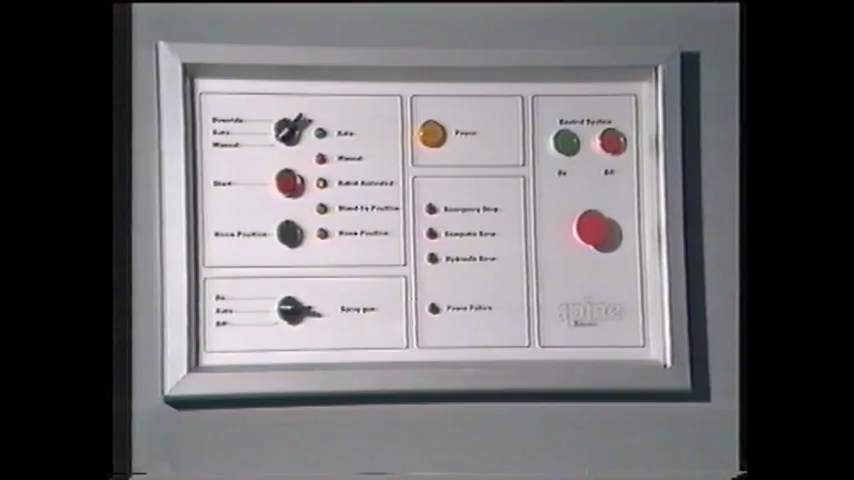 Override
Auto
Manual
Auto
Manual
Start
Robot Activated
Stand-by Position
Home Position
Home Position
On
Auto
Off
Spray gun
Power
Emergency Stop
Computer Error
Hydraulic Error
Power Failure
Control System
On
Off
spine
Robotics